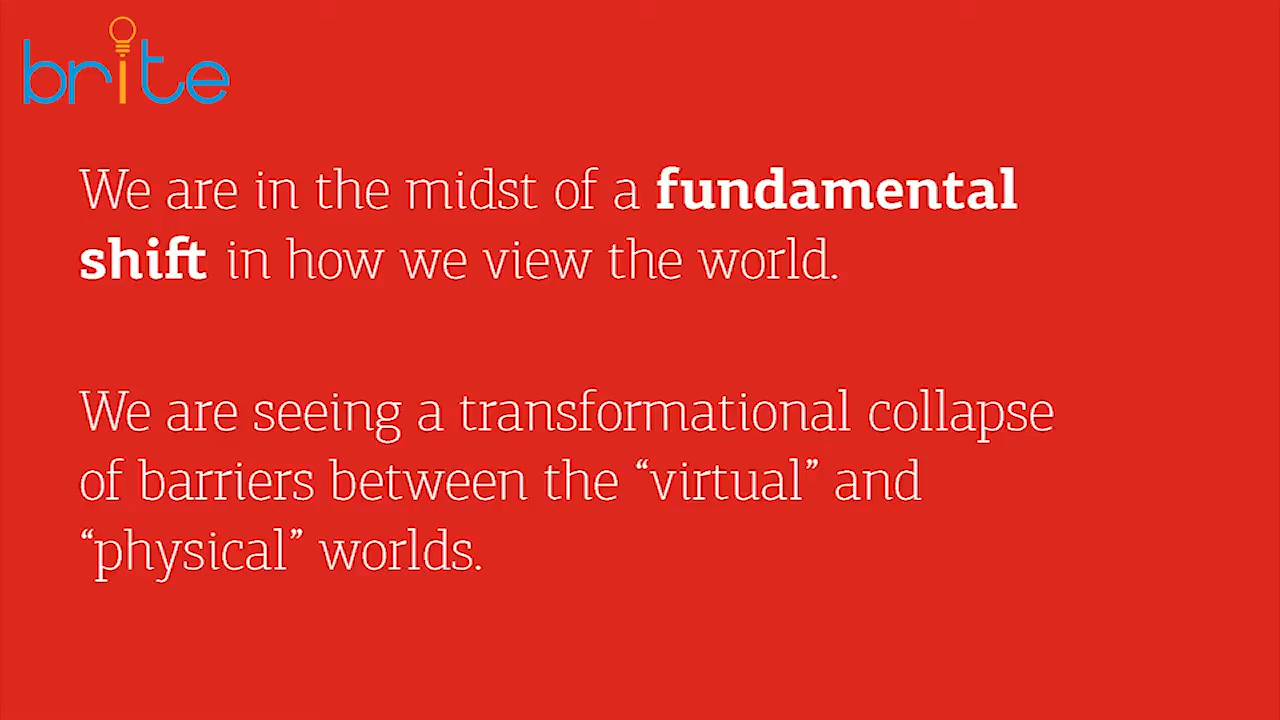 brite
We are in the midst of a fundamental
shift in how we view the world.
We are seeing a transformational collapse
of barriers between the “virtual” and
“physical” worlds.